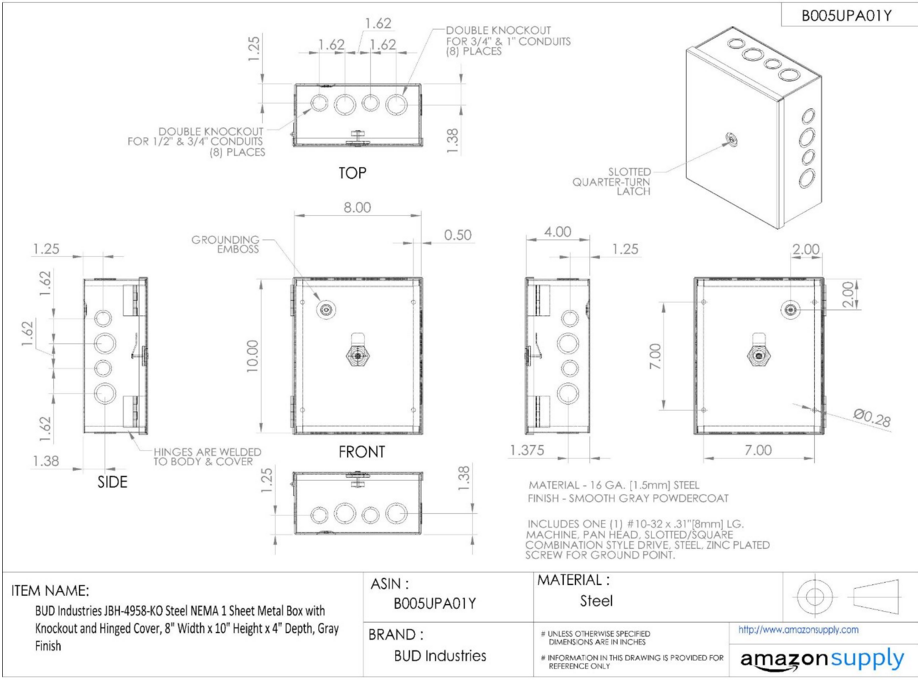 B005UPA01Y
1.62
1.25
1.62
1.62
DOUBLE KNOCKOUT
FOR 3/4" & 1" CONDUITS
(8) PLACES
DOUBLE KNOCKOUT
FOR 1/2" & 3/4" CONDUITS
(8) PLACES
1.38
TOP
SLOTTED
QUARTER-TURN
LATCH
8.00
0.50
GROUNDING
EMBOSS
4.00
1.25
2.00
2.00
1.25
1.62
1.62
1.62
1.38
10.00
7.00
Ø0.28
HINGES ARE WELDED
TO BODY & COVER
SIDE
FRONT
1.375
7.00
1.25
1.38
MATERIAL - 16 GA. [1.5mm] STEEL
FINISH - SMOOTH GRAY POWDERCOAT
INCLUDES ONE (1) #10-32 x .31"[8mm] LG.
MACHINE, PAN HEAD, SLOTTED/SQUARE
COMBINATION STYLE DRIVE, STEEL, ZINC PLATED
SCREW FOR GROUND POINT.
ITEM NAME:
BUD Industries JBH-4958-KO Steel NEMA 1 Sheet Metal Box with
Knockout and Hinged Cover, 8" Width x 10" Height x 4" Depth, Gray
Finish
ASIN :
B005UPA01Y
BRAND :
BUD Industries
MATERIAL :
Steel
# UNLESS OTHERWISE SPECIFIED
DIMENSIONS ARE IN INCHES
# INFORMATION IN THIS DRAWING IS PROVIDED FOR
REFERENCE ONLY
http://www.amazonsupply.com
amazonsupply